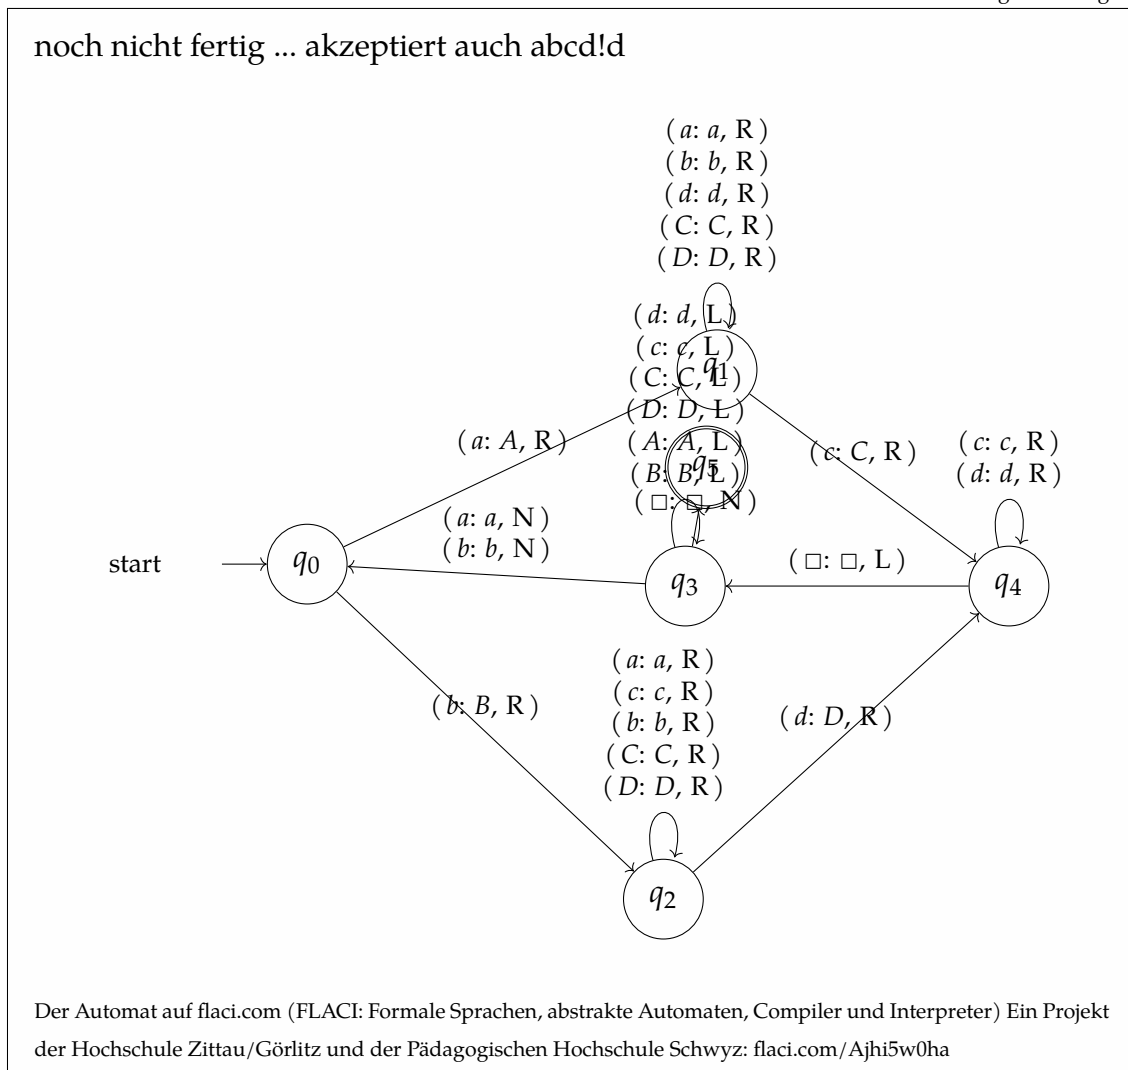 noch nicht fertig ... akzeptiert auch abcd!d
(a: a, R)
(b: b, R)
(d: d, R)
(C: C, R)
(D: D, R)
(d: d, L)
(c: c, L)
q1
(C: C, L)
(D: D, L)
(a: A, R)
(A: A, L)
(c: C, R)
(c: c, R)
q5
(B: B, L)
(d: d, R)
(□: □, N)
(a: a, N)
(b: b, N)
start
q0
(□: □, L)
q3
q4
(a: a, R)
(c: c, R)
(b: b, R)
(C: C, R)
(D: D, R)
(b: B, R)
(d: D, R)
q2
Der Automat auf flaci.com (FLACI: Formale Sprachen, abstrakte Automaten, Compiler und Interpreter) Ein Projekt
der Hochschule Zittau/Görlitz und der Pädagogischen Hochschule Schwyz: flaci.com/Ajhi5w0ha